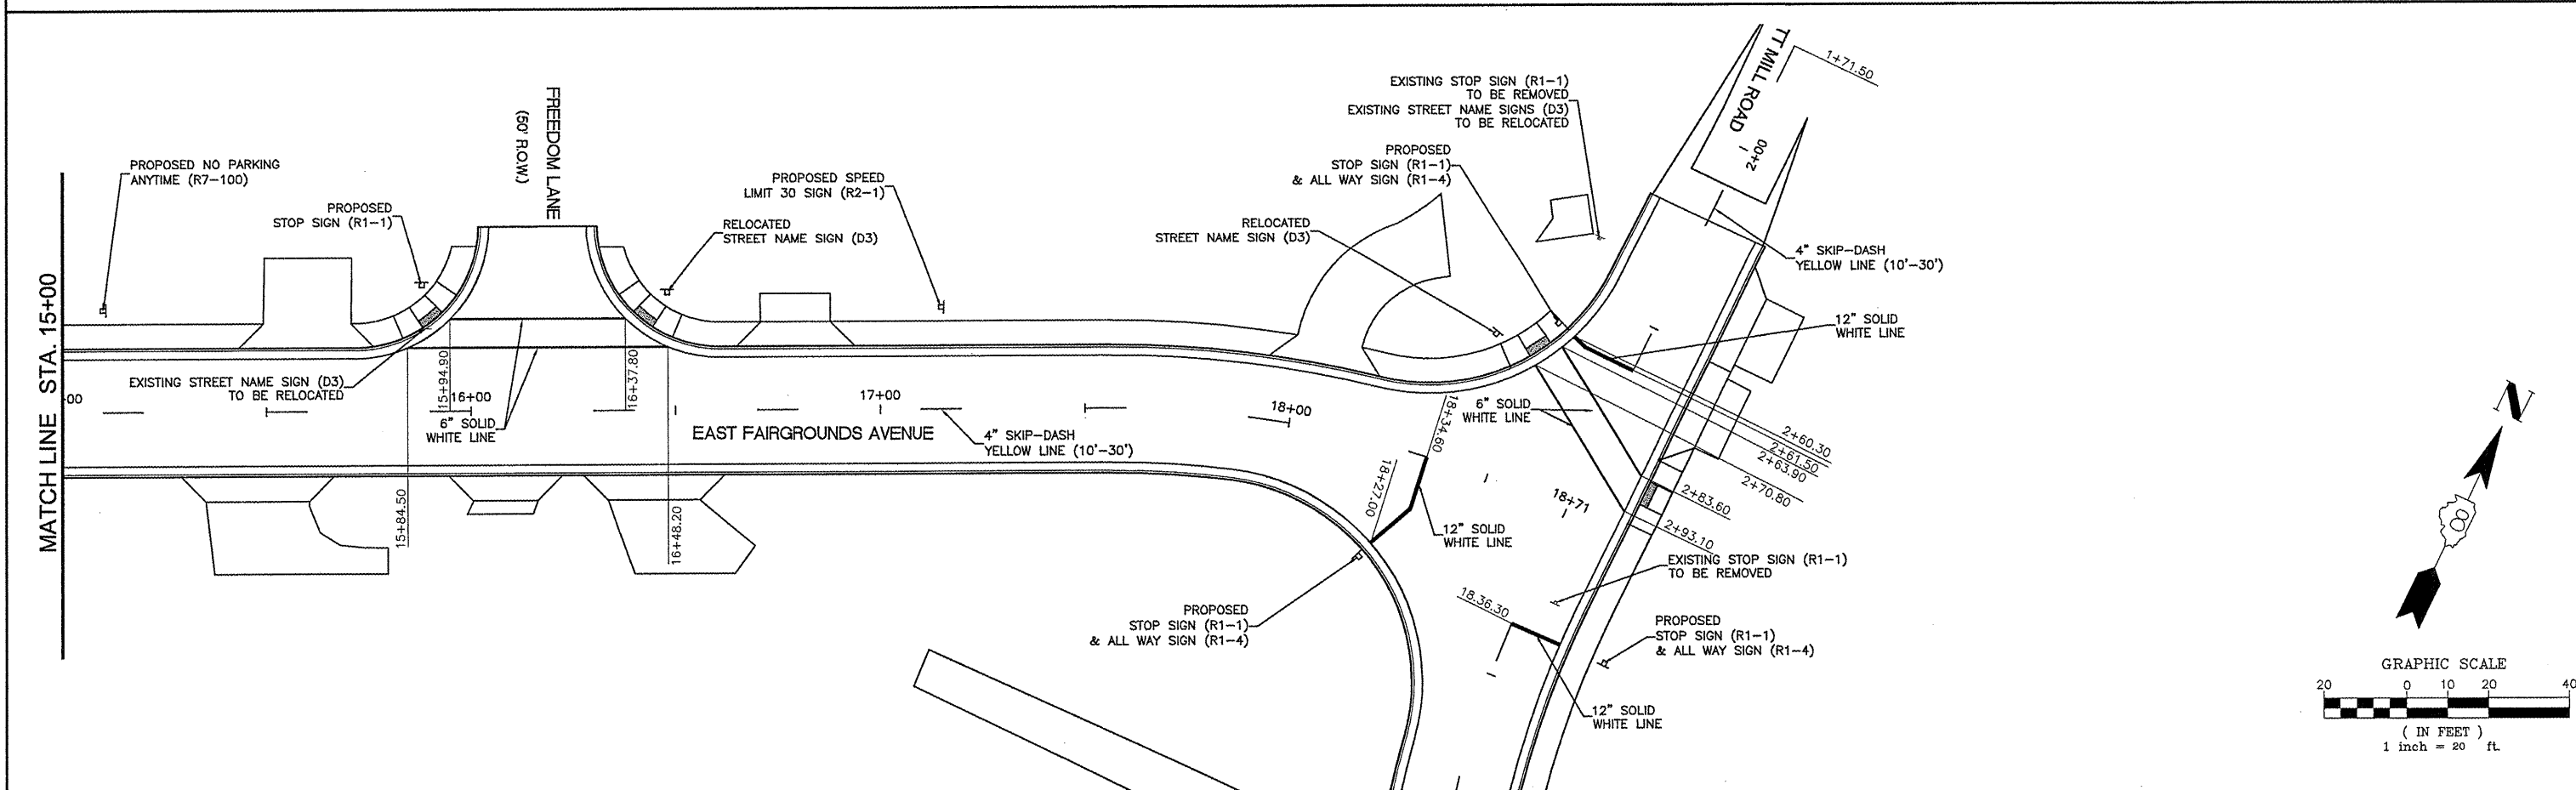 MATCH LINE STA. 15+00
PROPOSED NO PARKING
ANYTIME (R7-100)
PROPOSED
STOP SIGN (R1-1)
FREEDOM LANE
(50' R.O.W.)
RELOCATED
STREET NAME SIGN (D3)
PROPOSED SPEED
LIMIT 30 SIGN (R2-1)
EXISTING STREET NAME SIGN (D3)
TO BE RELOCATED
00
15+94.90
16+00
16+37.80
6" SOLID
WHITE LINE
15+84.50
16+48.20
17+00
EAST FAIRGROUNDS AVENUE
4" SKIP-DASH
YELLOW LINE (10'-30')
18+00
EXISTING STOP SIGN (R1-1)
TO BE REMOVED
EXISTING STREET NAME SIGNS (D3)
TO BE RELOCATED
PROPOSED
STOP SIGN (R1-1)
& ALL WAY SIGN (R1-4)
RELOCATED
STREET NAME SIGN (D3)
TT MILL ROAD
1+71.50
2+00
4" SKIP-DASH
YELLOW LINE (10'-30')
12" SOLID
WHITE LINE
6" SOLID
WHITE LINE
18+34.60
18+27.00
12" SOLID
WHITE LINE
18+71
2+60.30
2+61.50
2+63.90
2+70.80
2+83.60
2+93.10
EXISTING STOP SIGN (R1-1)
TO BE REMOVED
18.36.30
PROPOSED
STOP SIGN (R1-1)
& ALL WAY SIGN (R1-4)
PROPOSED
STOP SIGN (R1-1)
& ALL WAY SIGN (R1-4)
12" SOLID
WHITE LINE
N
GRAPHIC SCALE
20 0 10 20 40
( IN FEET )
1 inch = 20 ft.